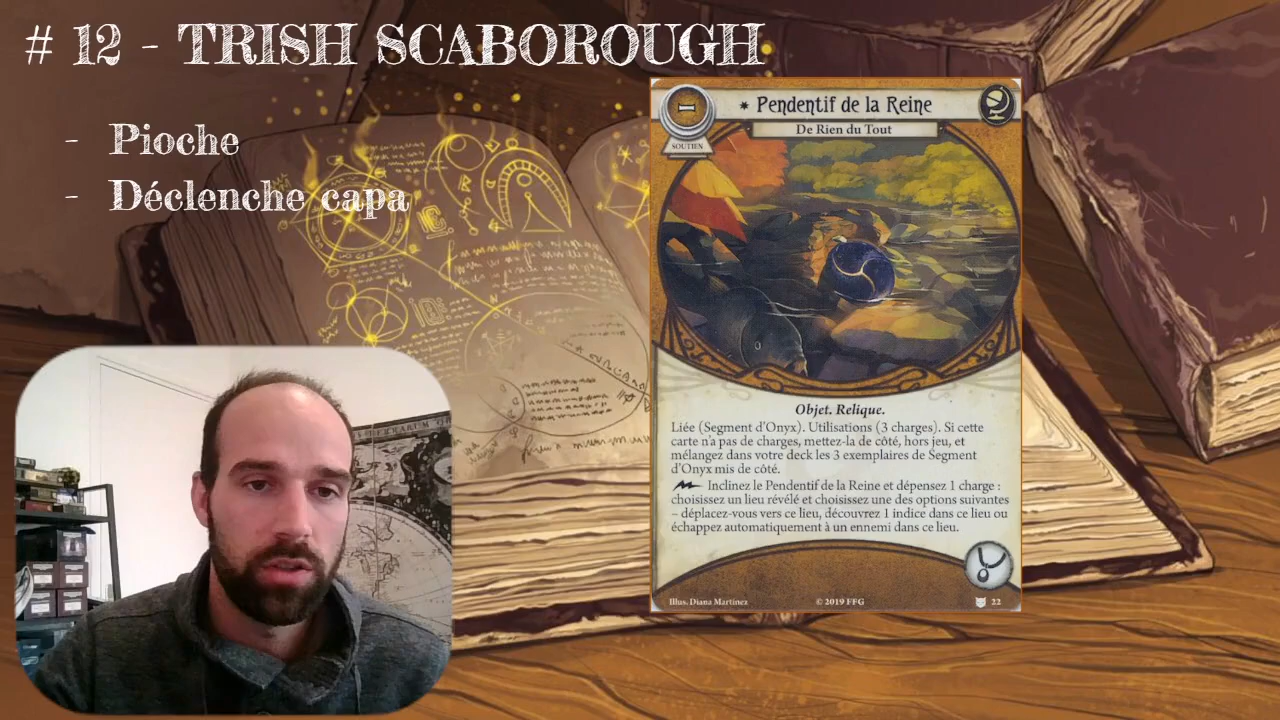 # 12 - TRISH SCABOROUGH
- Pioche
- Déclenche capa
Pendentif de la Reine
De Rien du Tout
SOUTIEN
Objet. Relique.
Liée (Segment d'Onyx). Utilisations (3 charges). Si cette
carte n'a pas de charges, mettez-la de côté, hors jeu, et
mélangez dans votre deck les 3 exemplaires de Segment
d'Onyx mis de côté.
Inclinez le Pendentif de la Reine et dépensez 1 charge :
choisissez un lieu révélé et choisissez une des options suivantes
– déplacez-vous vers ce lieu, découvrez 1 indice dans ce lieu ou
échappez automatiquement à un ennemi dans ce lieu.
Illus. Diana Martinez
© 2019 FFG
22